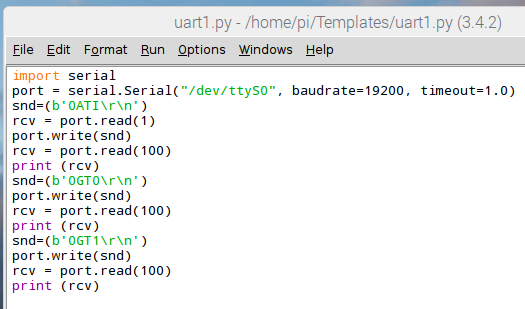 uart1.py - /home/pi/Templates/uart1.py (3.4.2)
File Edit Format Run Options Windows Help
import serial
port = serial.Serial("/dev/ttyS0", baudrate=19200, timeout=1.0)
snd=(b'0ATI\r\n')
rcv = port.read(1)
port.write(snd)
rcv = port.read(100)
print (rcv)
snd=(b'0GT0\r\n')
port.write(snd)
rcv = port.read(100)
print (rcv)
snd=(b'0GT1\r\n')
port.write(snd)
rcv = port.read(100)
print (rcv)